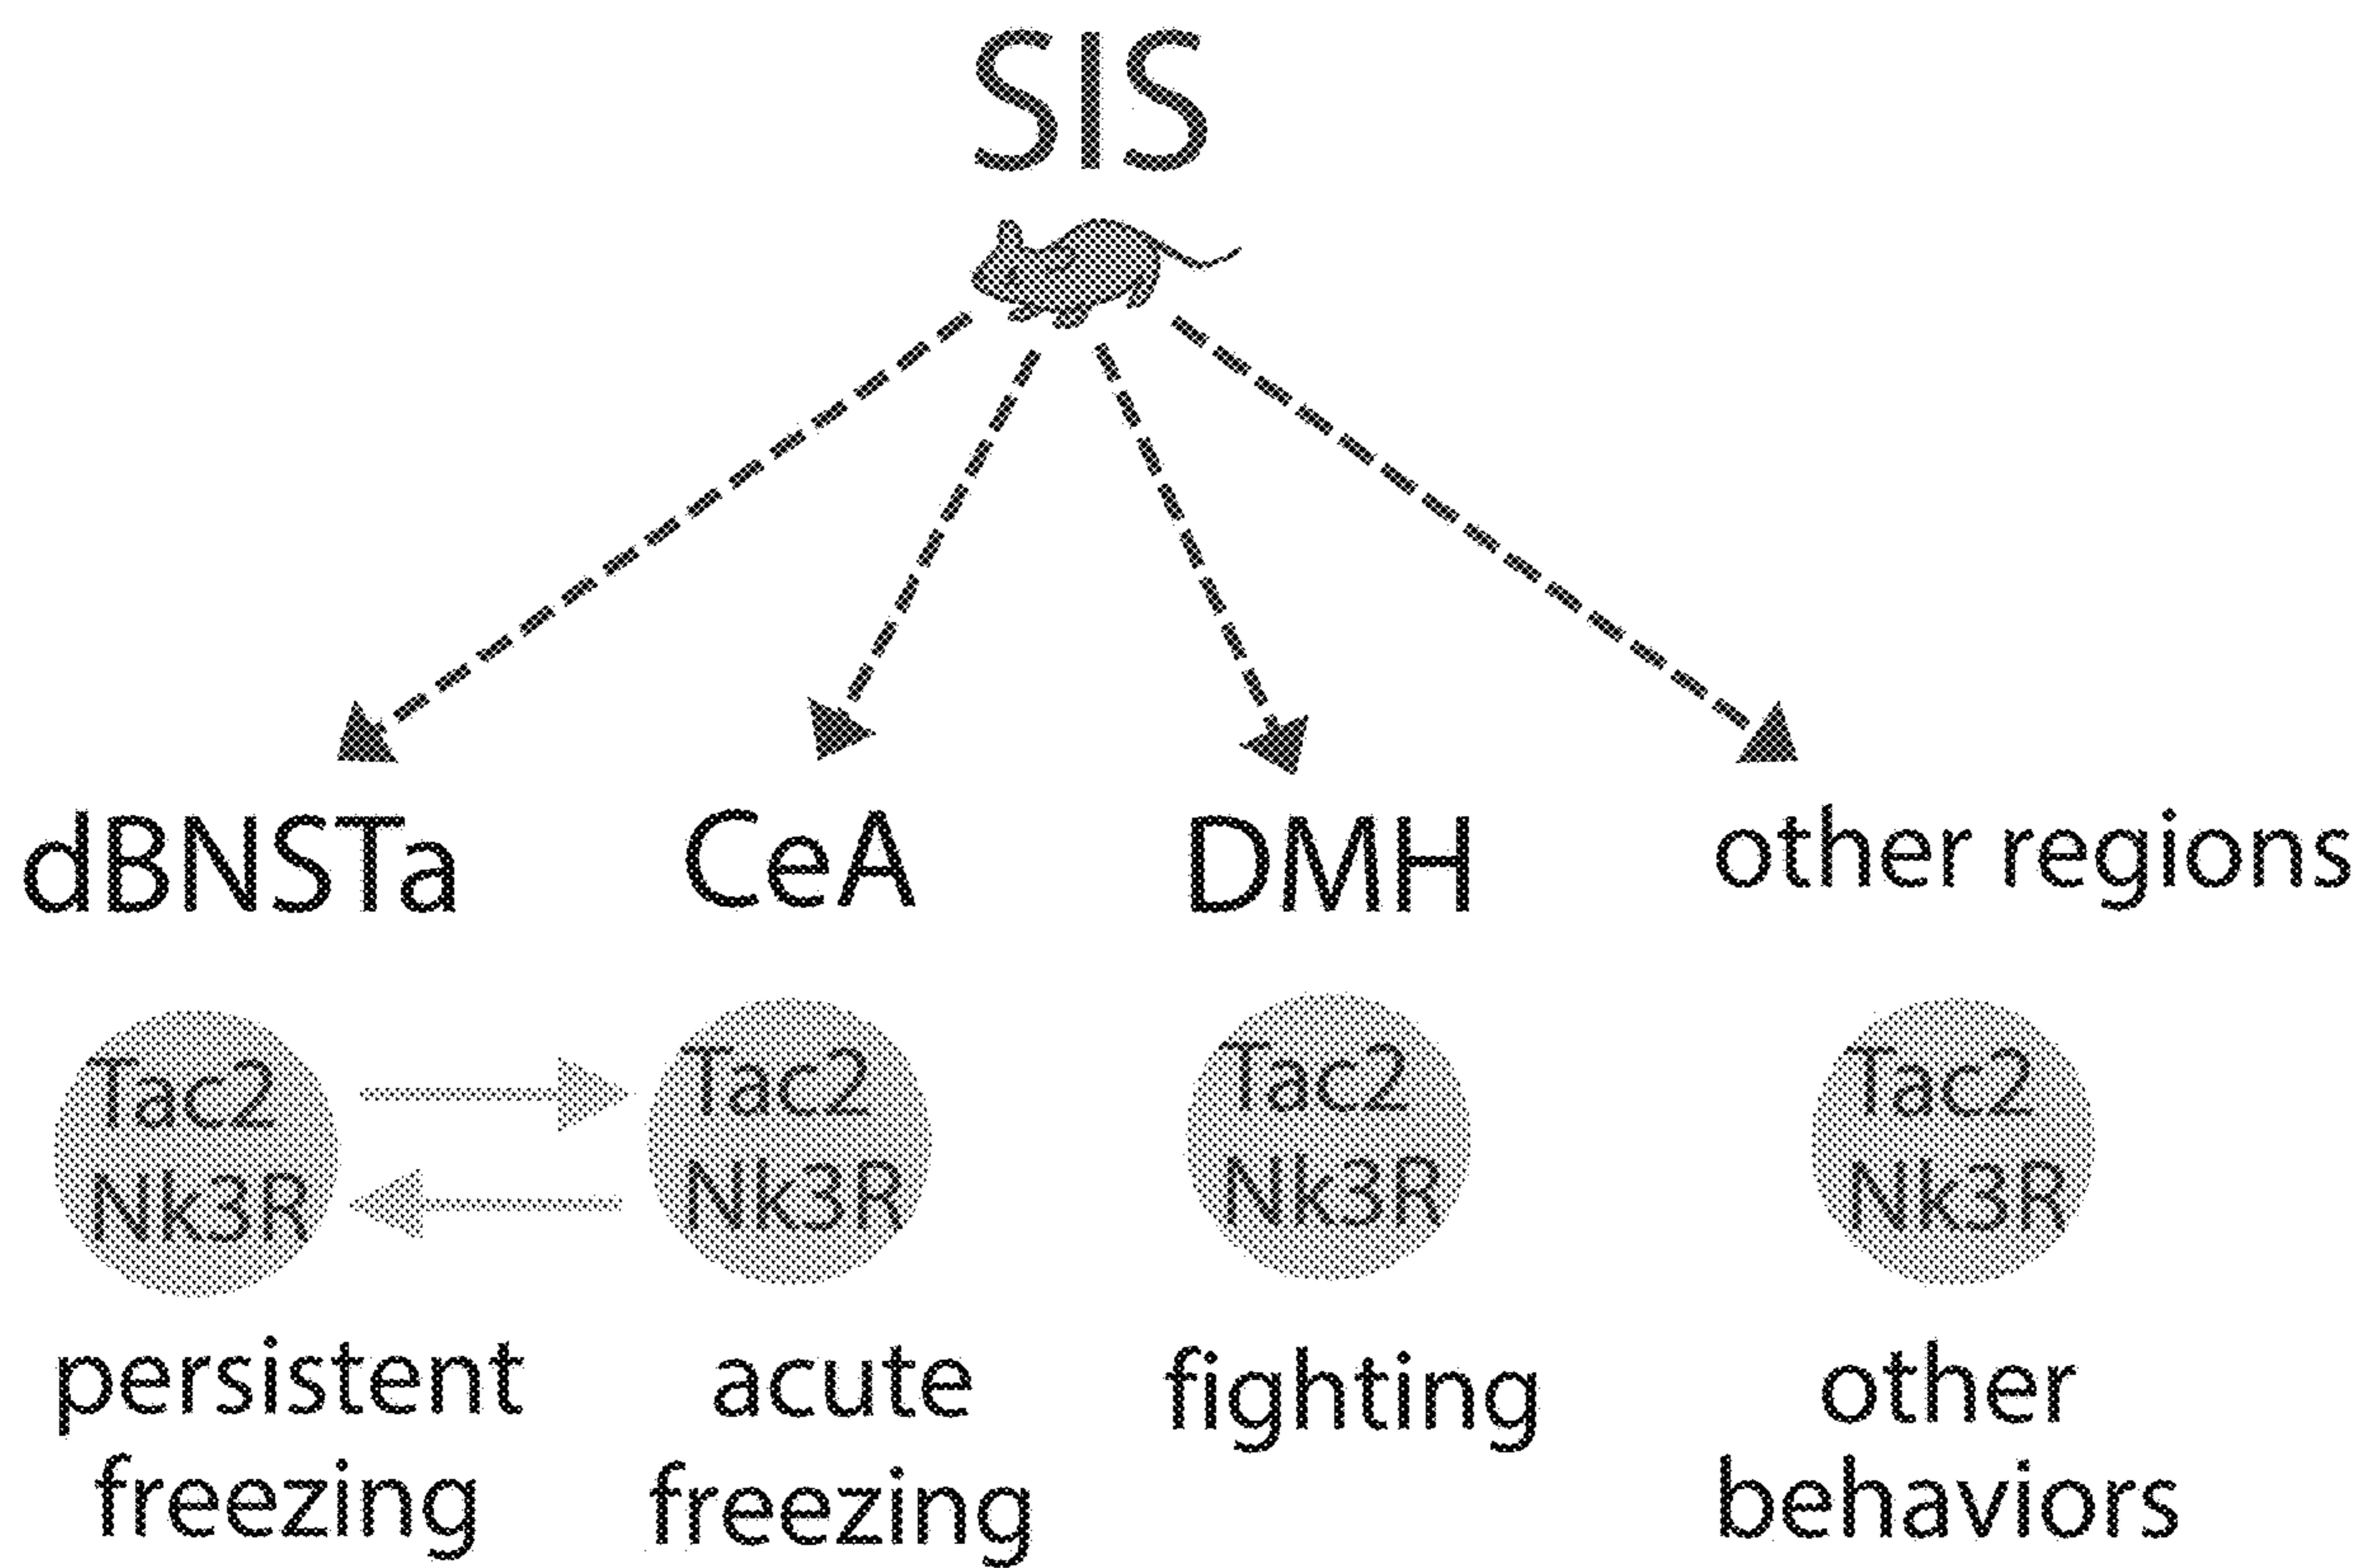 SIS
dBNSTa CeA DMH other regions
Tac2 Tac2 Tac2 Tac2
Nk3R Nk3R Nk3R Nk3R
persistent acute fighting other
freezing freezing behaviors